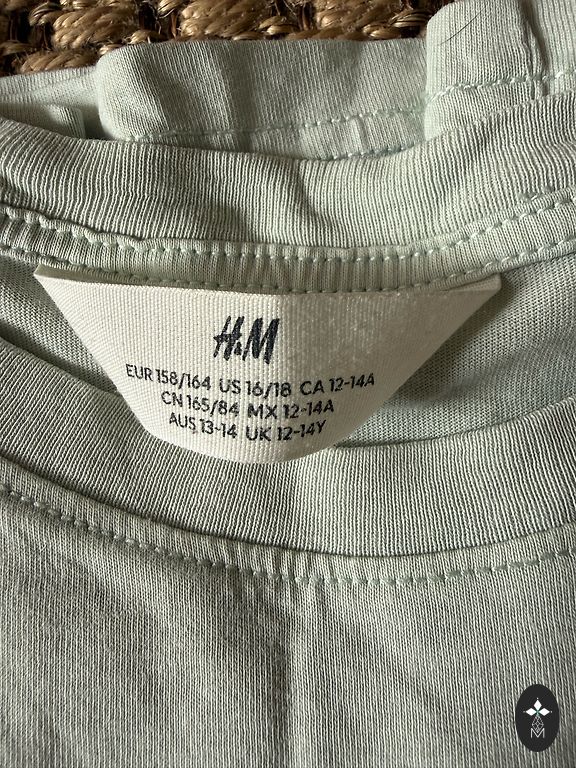 H&M
EUR 158/164 US 16/18 CA 12-14A
CN 165/84 MX 12-14A
AUS 13-14 UK 12-14Y
M